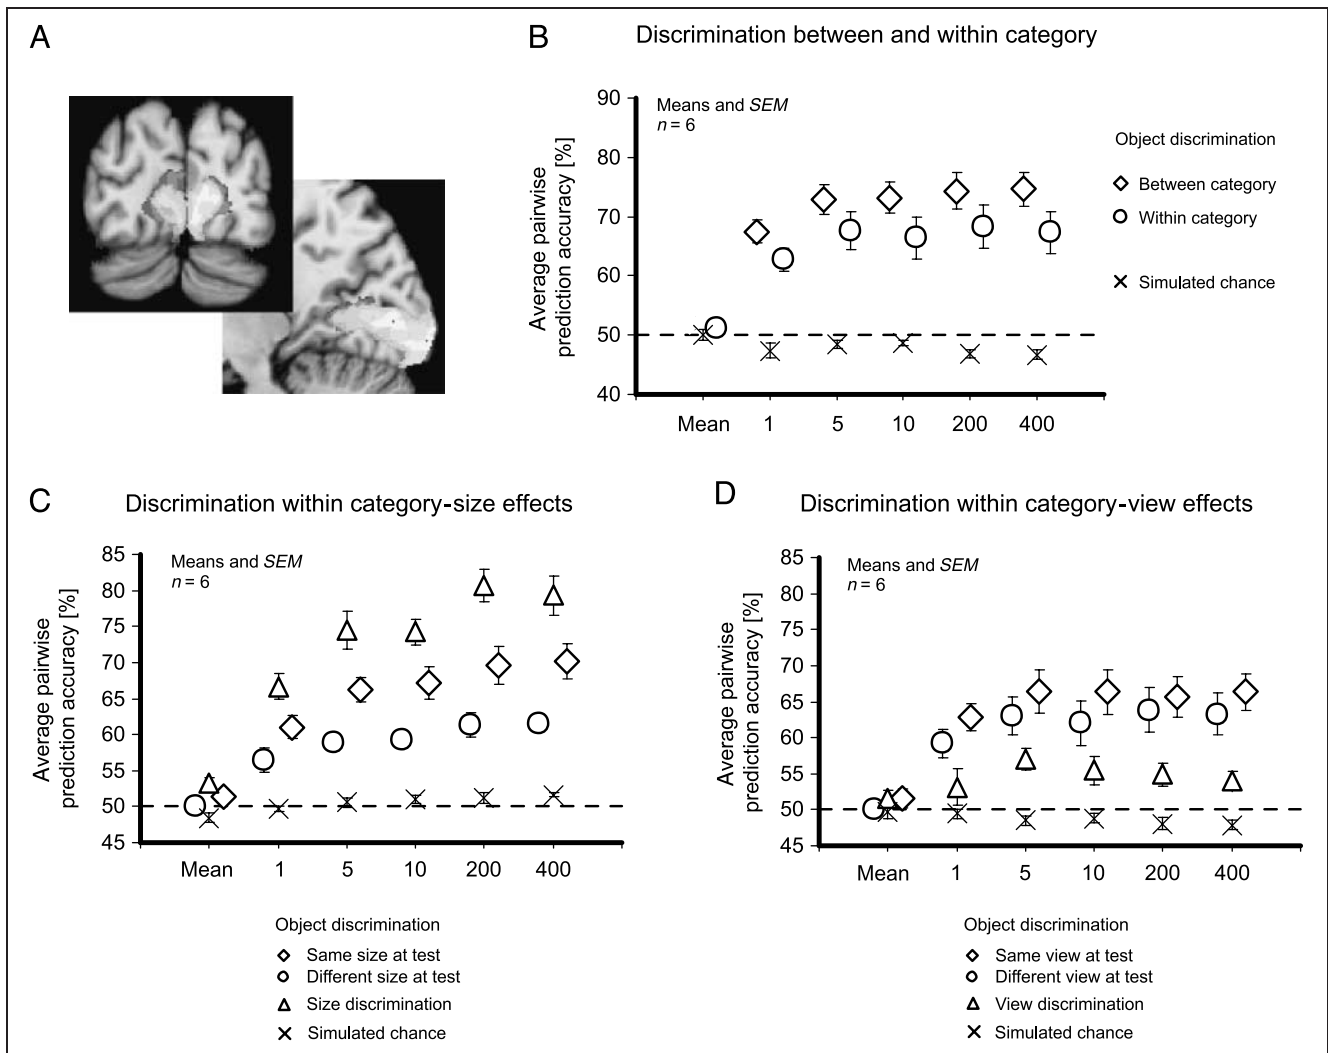 A
B
Discrimination between and within category
Average pairwise
prediction accuracy [%]
90
80
70
60
50
40
Means and SEM
n = 6
Mean 1 5 10 200 400
Object discrimination
Between category
Within category
Simulated chance
C
Discrimination within category-size effects
Average pairwise
prediction accuracy [%]
85
80
75
70
65
60
55
50
45
Means and SEM
n = 6
Mean 1 5 10 200 400
Object discrimination
Same size at test
Different size at test
Size discrimination
Simulated chance
D
Discrimination within category-view effects
Average pairwise
prediction accuracy [%]
85
80
75
70
65
60
55
50
45
Means and SEM
n = 6
Mean 1 5 10 200 400
Object discrimination
Same view at test
Different view at test
View discrimination
Simulated chance